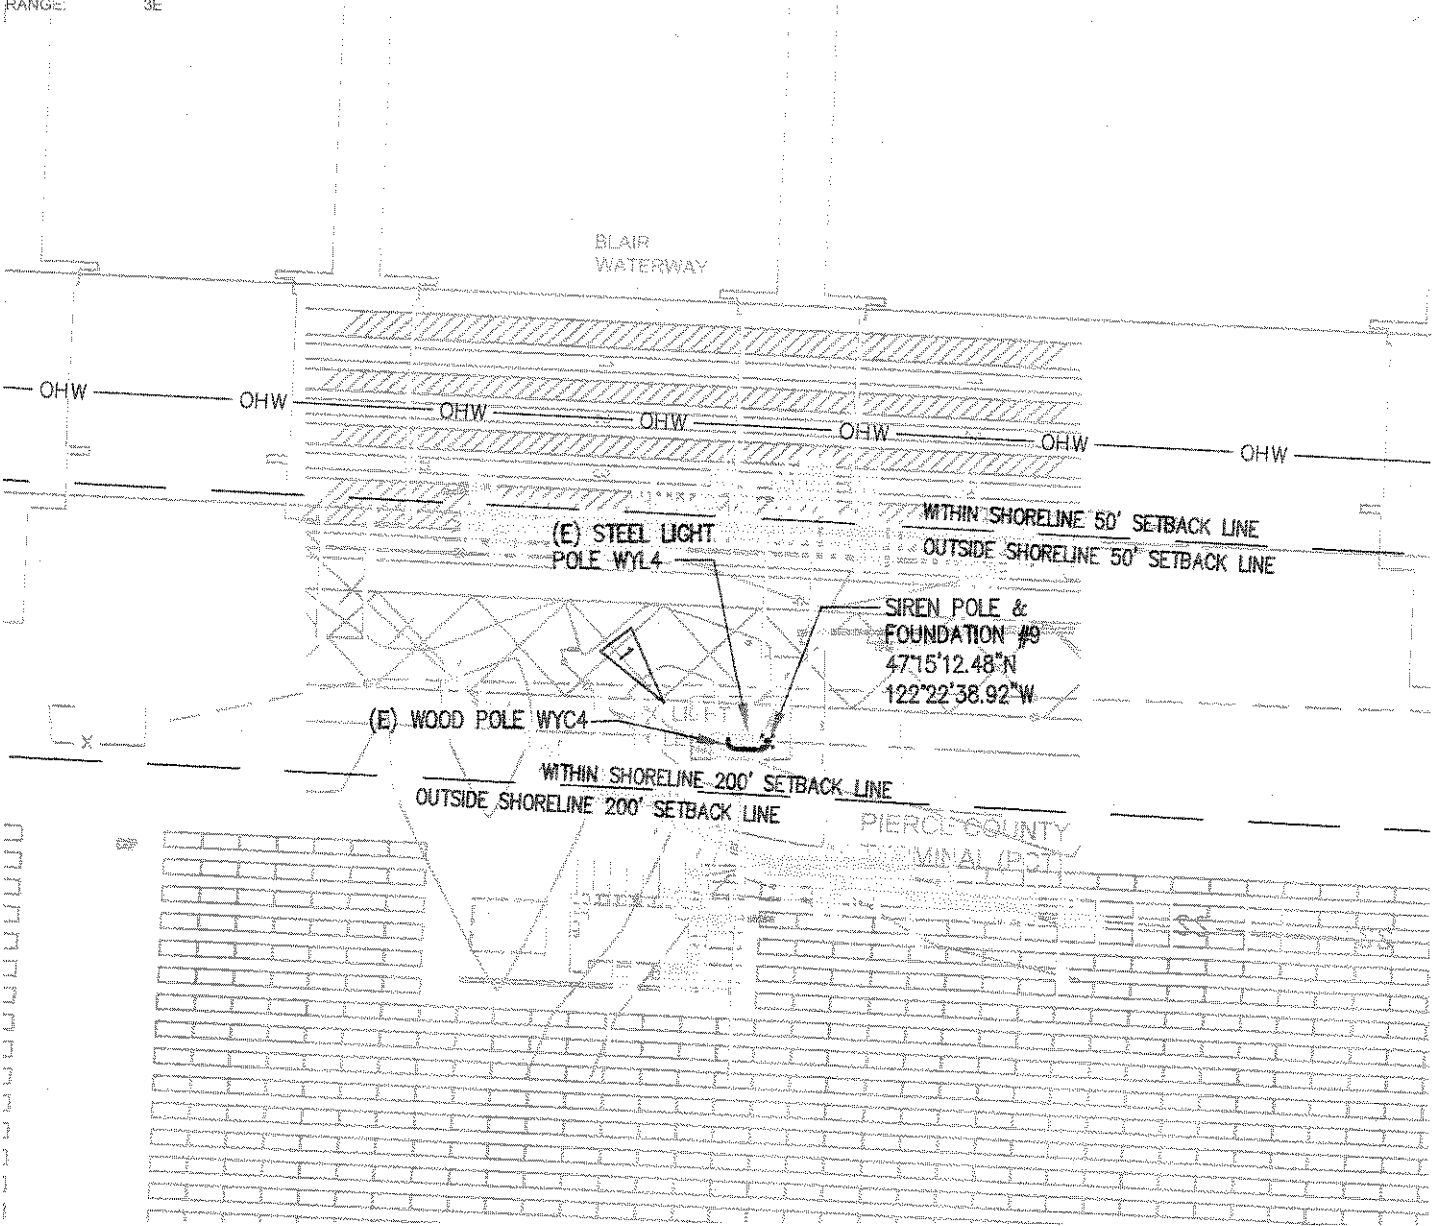 RANGE: 3E
BLAIR
WATERWAY
OHW OHW OHW OHW OHW OHW OHW
WITHIN SHORELINE 50' SETBACK LINE
OUTSIDE SHORELINE 50' SETBACK LINE
(E) STEEL LIGHT
POLE WYL4
SIREN POLE &
FOUNDATION #9
47°15'12.48"N
122°22'38.92"W
1
(E) WOOD POLE WYC4
X
WITHIN SHORELINE 200' SETBACK LINE
OUTSIDE SHORELINE 200' SETBACK LINE
PIERCE COUNTY
TERMINAL (PCT)